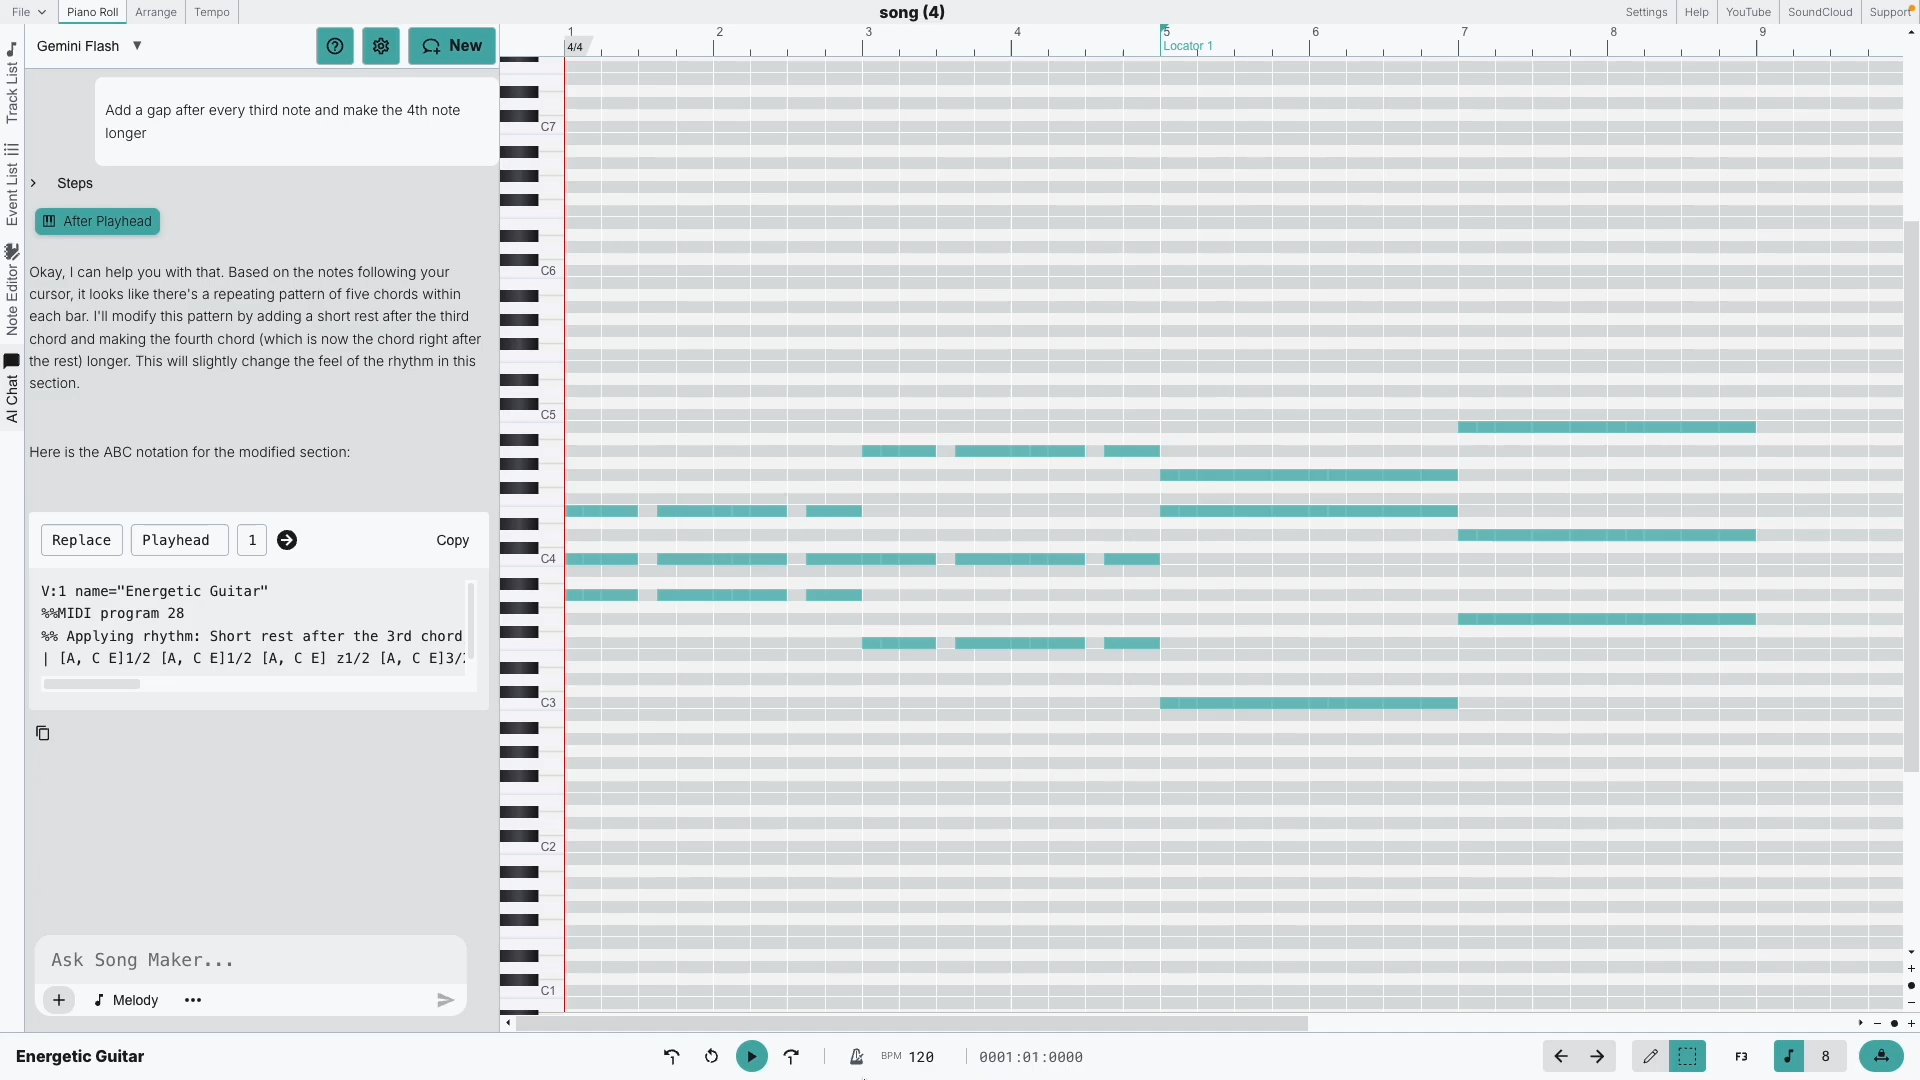 File
Piano Roll
Arrange
Tempo
song (4)
Settings
Help
YouTube
SoundCloud
Support
Track List
Event List
Note Editor
AI Chat
Gemini Flash
New
Add a gap after every third note and make the 4th note
longer
Steps
After Playhead
Okay, I can help you with that. Based on the notes following your
cursor, it looks like there's a repeating pattern of five chords within
each bar. I'll modify this pattern by adding a short rest after the third
chord and making the fourth chord (which is now the chord right after
the rest) longer. This will slightly change the feel of the rhythm in this
section.
Here is the ABC notation for the modified section:
Replace
Playhead
1
Copy
V:1 name="Energetic Guitar"
%%MIDI program 28
%% Applying rhythm: Short rest after the 3rd chord
| [A, C E]1/2 [A, C E]1/2 [A, C E] z1/2 [A, C E]3/2
Ask Song Maker...
Melody
1 2 3 4 5 6 7 8 9
4/4
Locator 1
C7
C6
C5
C4
C3
C2
C1
Energetic Guitar
BPM 120
0001:01:0000
F3
8